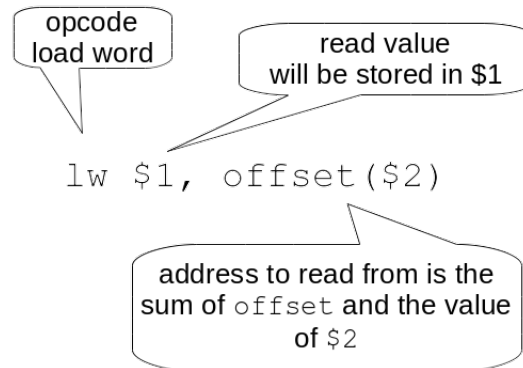 opcode
load word
read value
will be stored in $1
lw $1, offset($2)
address to read from is the
sum of offset and the value
of $2